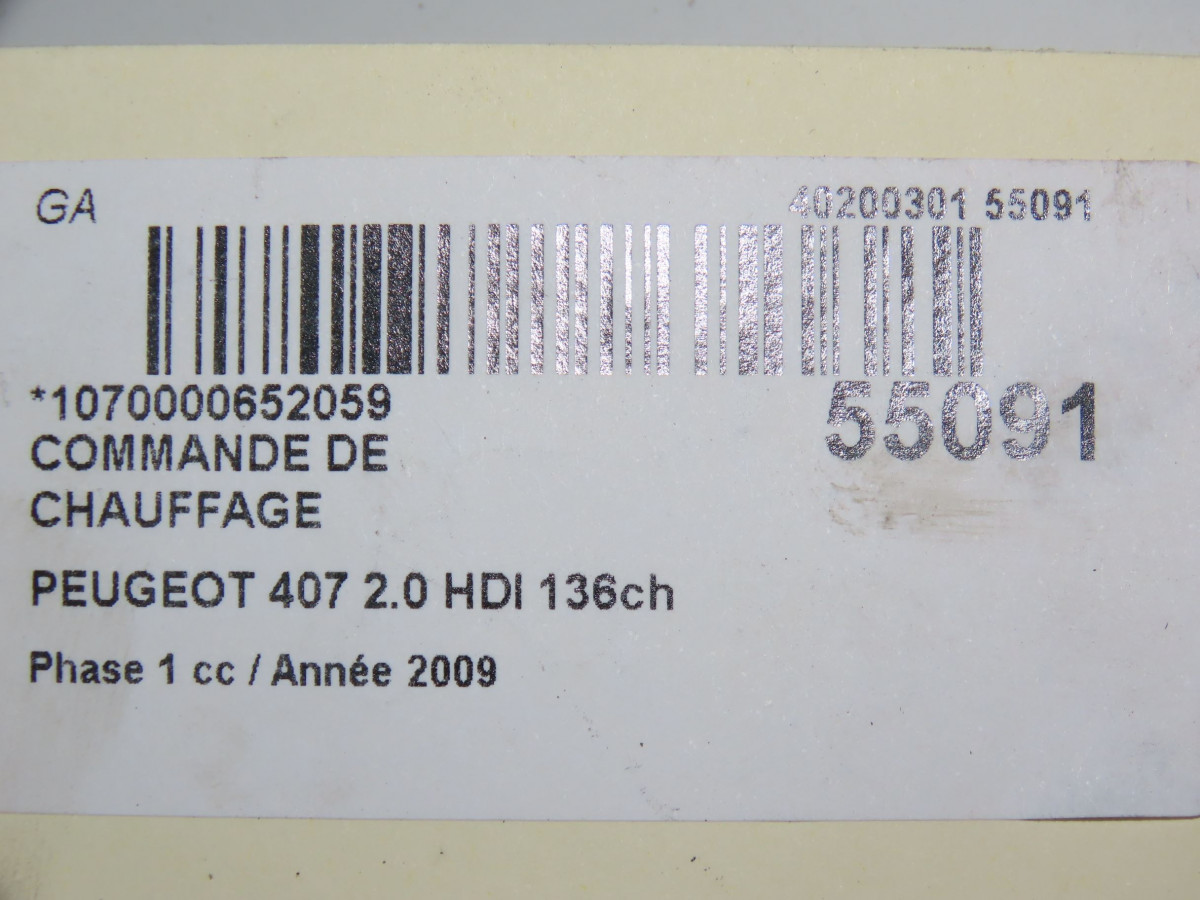 GA
40200301 55091
*1070000652059
55091
COMMANDE DE
CHAUFFAGE
PEUGEOT 407 2.0 HDI 136ch
Phase 1 cc / Année 2009